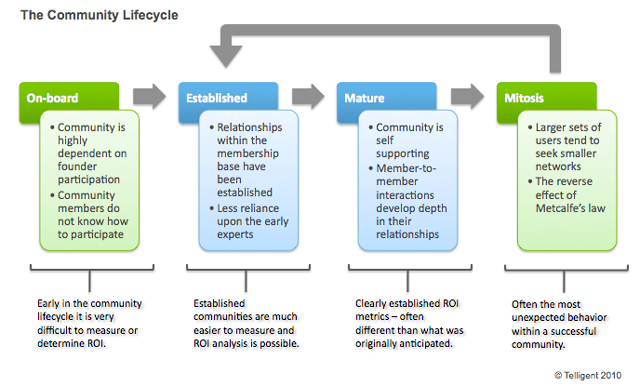 The Community Lifecycle
On-board
• Community is
highly
dependent on
founder
participation
• Community
members do
not know how
to participate
Established
• Relationships
within the
membership
base have
been
established
• Less reliance
upon the early
experts
Mature
• Community is
self
supporting
• Member-to-
member
interactions
develop depth
in their
relationships
Mitosis
• Larger sets of
users tend to
seek smaller
networks
• The reverse
effect of
Metcalfe's law
Early in the community
lifecycle it is very
difficult to measure or
determine ROI.
Established
communities are much
easier to measure and
ROI analysis is possible.
Clearly established ROI
metrics – often
different than what was
originally anticipated.
Often the most
unexpected behavior
within a successful
community.
© Telligent 2010